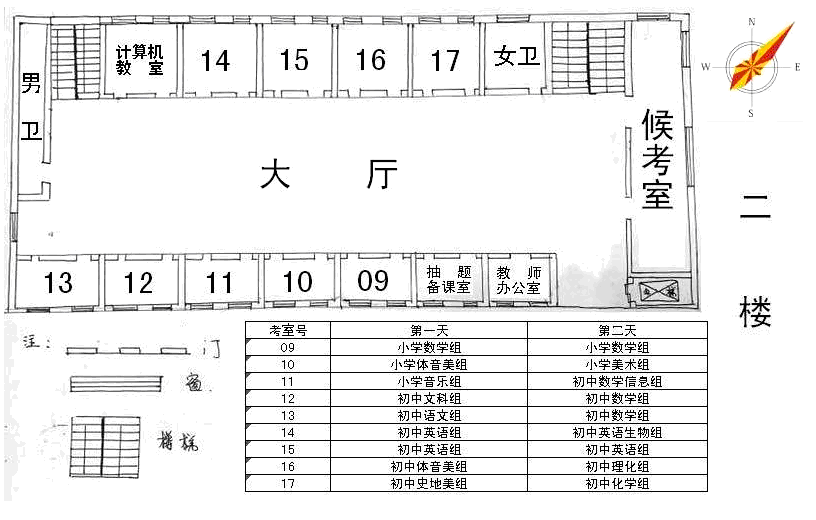 计算机
教 室
14
15
16
17
女卫
男
卫
候
考
室
大 厅
N
W
E
S
二
楼
13
12
11
10
09
抽 题
备课室
教 师
办公室
注:
门
窗
楼梯
考室号 第一天 第二天
09 小学数学组 小学数学组
10 小学体音美组 小学美术组
11 小学音乐组 初中数学信息组
12 初中文科组 初中数学组
13 初中语文组 初中数学组
14 初中英语组 初中英语生物组
15 初中英语组 初中英语组
16 初中体音美组 初中理化组
17 初中史地美组 初中化学组